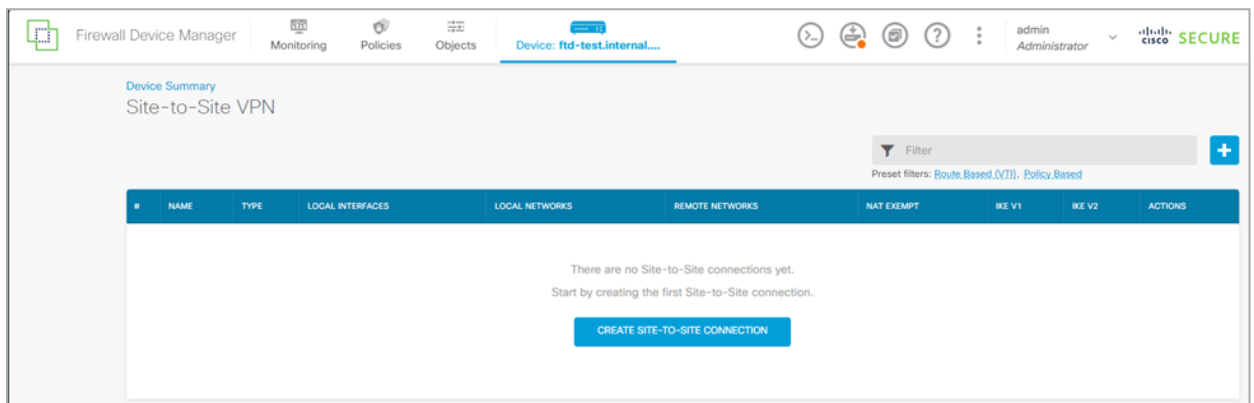 Firewall Device Manager
Monitoring
Policies
Objects
Device: ftd-test.internal....
admin
Administrator
cisco SECURE
Device Summary
Site-to-Site VPN
Filter
Preset filters: Route Based (VTI), Policy Based
# NAME TYPE LOCAL INTERFACES LOCAL NETWORKS REMOTE NETWORKS NAT EXEMPT IKE V1 IKE V2 ACTIONS
There are no Site-to-Site connections yet.
Start by creating the first Site-to-Site connection.
CREATE SITE-TO-SITE CONNECTION